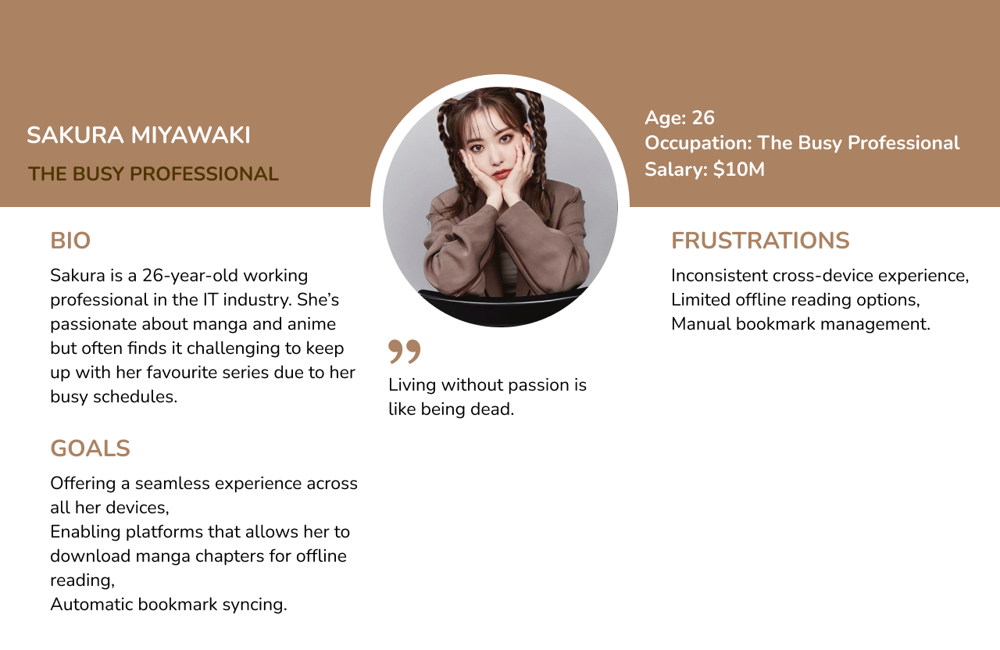 SAKURA MIYAWAKI
THE BUSY PROFESSIONAL
Age: 26
Occupation: The Busy Professional
Salary: $10M
BIO
Sakura is a 26-year-old working
professional in the IT industry. She’s
passionate about manga and anime
but often finds it challenging to keep
up with her favourite series due to her
busy schedules.
GOALS
Offering a seamless experience across
all her devices,
Enabling platforms that allows her to
download manga chapters for offline
reading,
Automatic bookmark syncing.
”
Living without passion is
like being dead.
FRUSTRATIONS
Inconsistent cross-device experience,
Limited offline reading options,
Manual bookmark management.